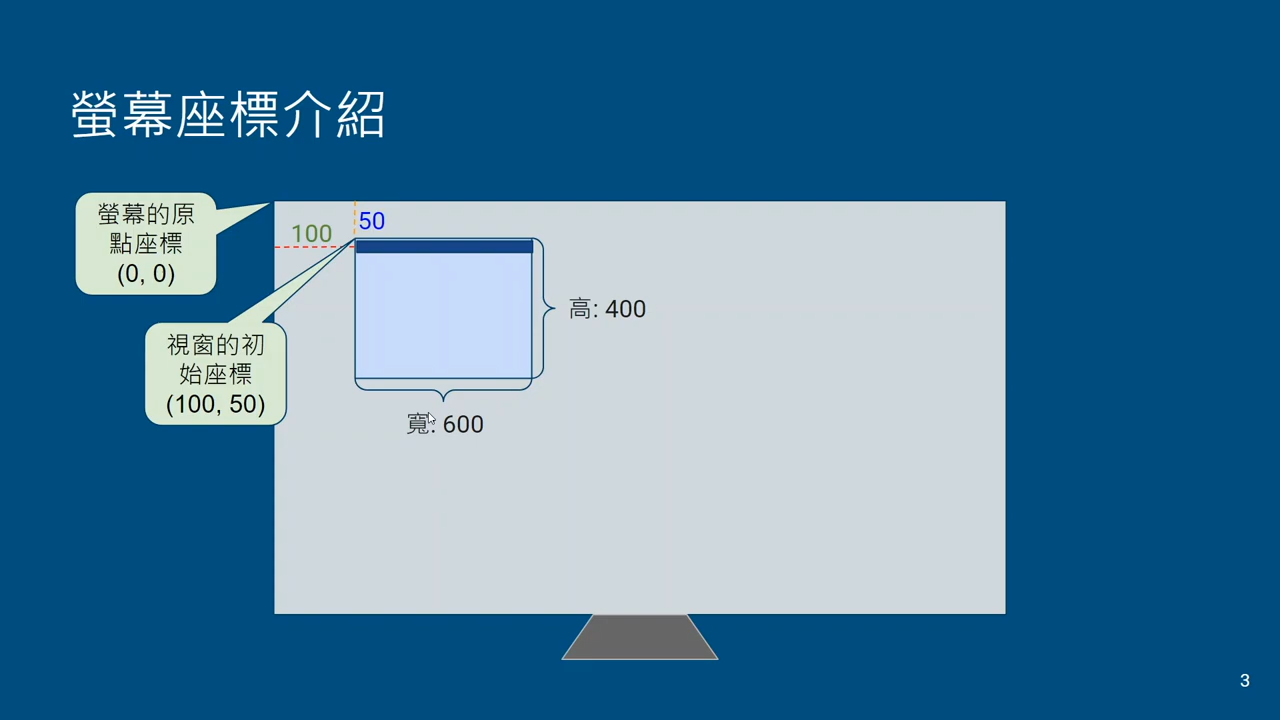 螢幕座標介紹
螢幕的原
點座標
(0, 0)
100
50
高: 400
視窗的初
始座標
(100, 50)
寬: 600
3